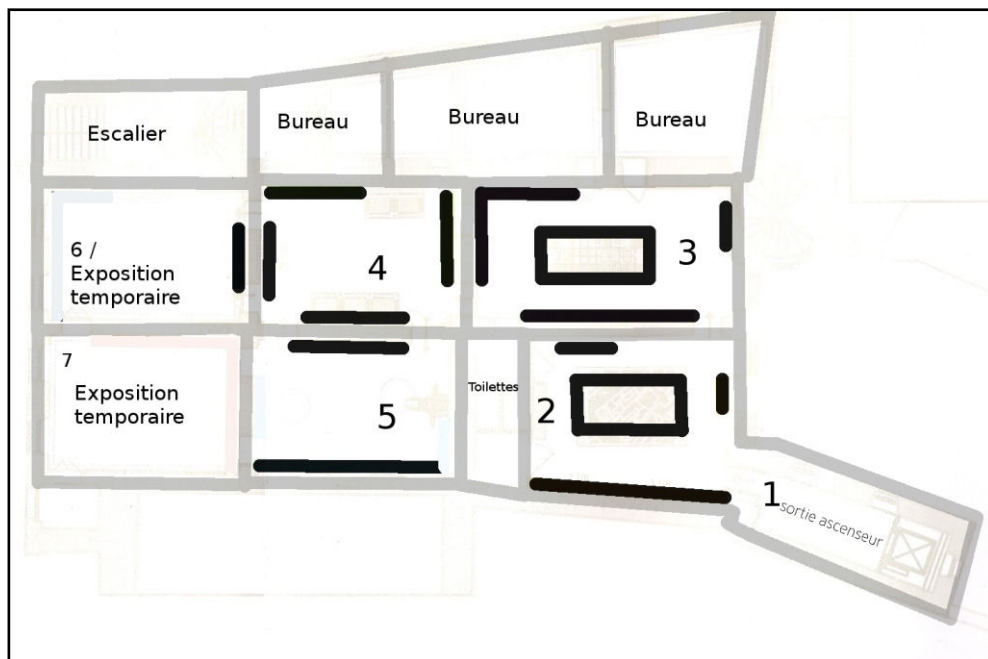 Escalier
Bureau
Bureau
Bureau
6 /
Exposition
temporaire
4
3
7
Exposition
temporaire
5
Toilettes
2
1
sortie ascenseur